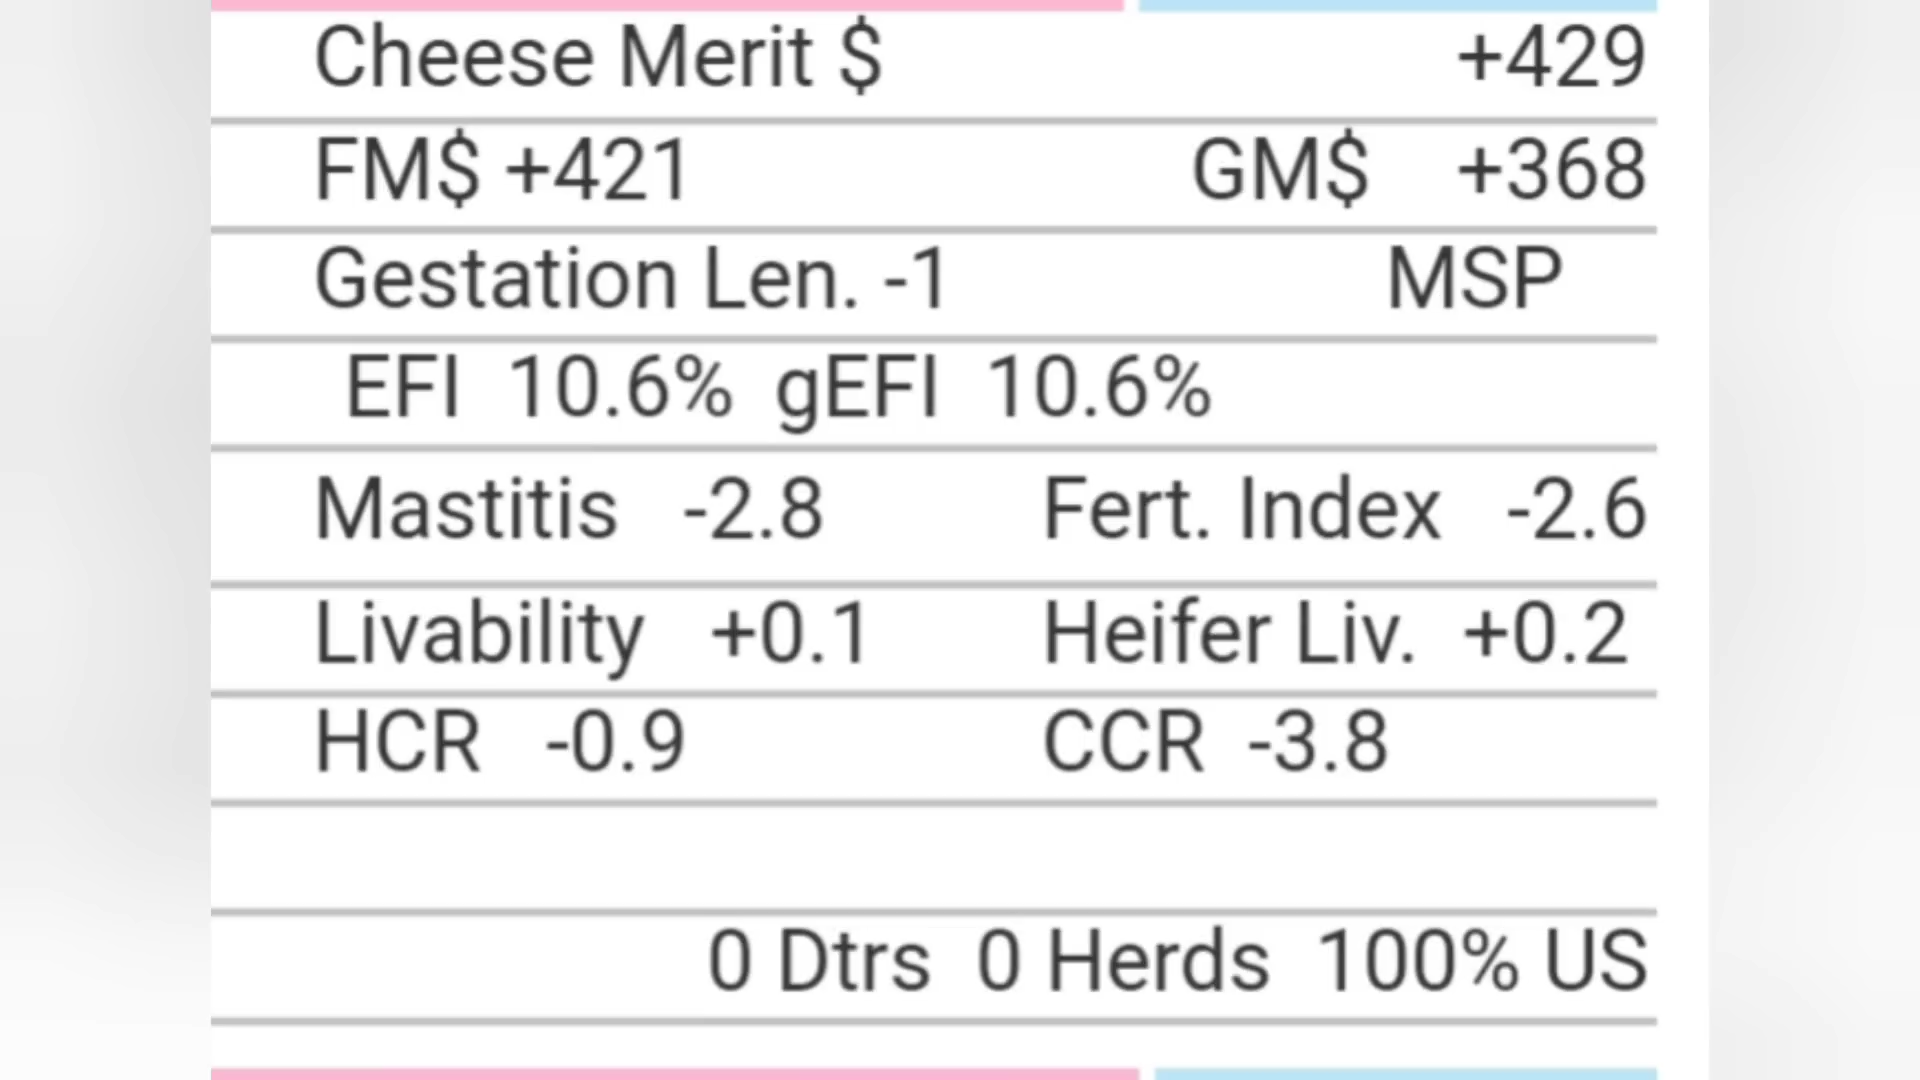 Cheese Merit $ +429
FM$ +421 GM$ +368
Gestation Len. -1 MSP
EFI 10.6% gEFI 10.6%
Mastitis -2.8 Fert. Index -2.6
Livability +0.1 Heifer Liv. +0.2
HCR -0.9 CCR -3.8
0 Dtrs 0 Herds 100% US